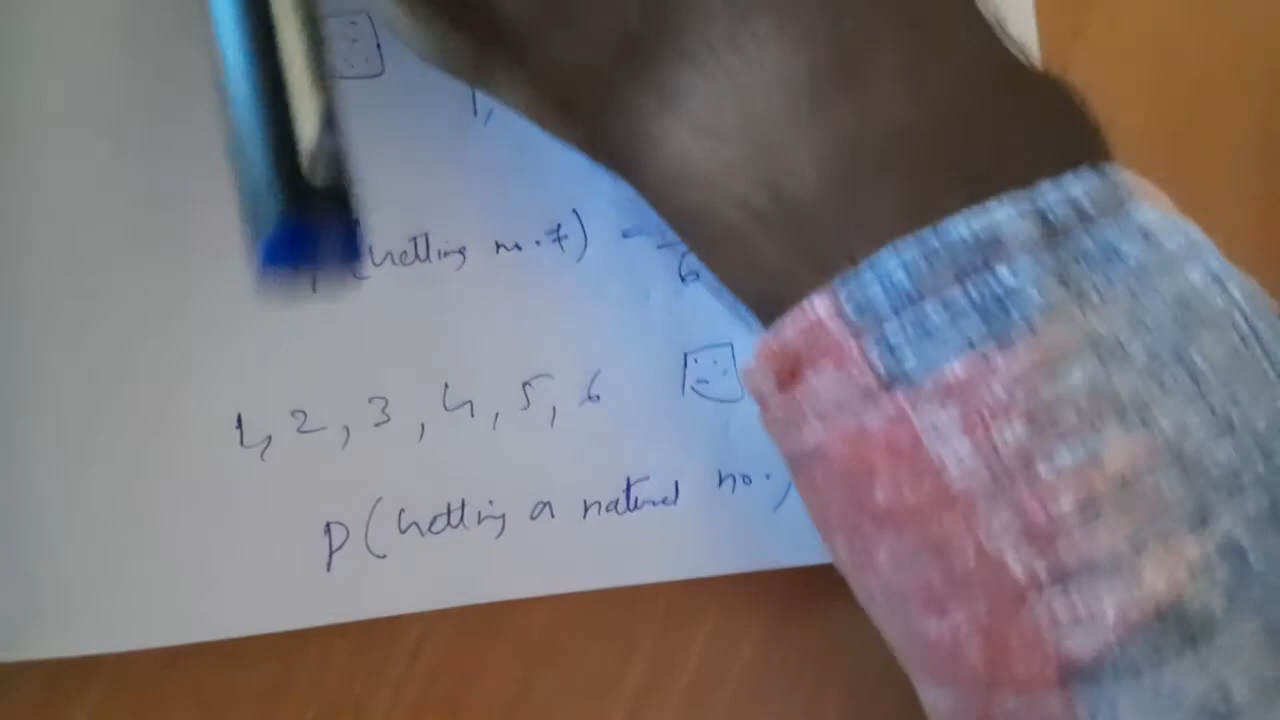 1,
(Getting no. 7) = 6
1, 2, 3, 4, 5, 6
P(Getting a natural no.)